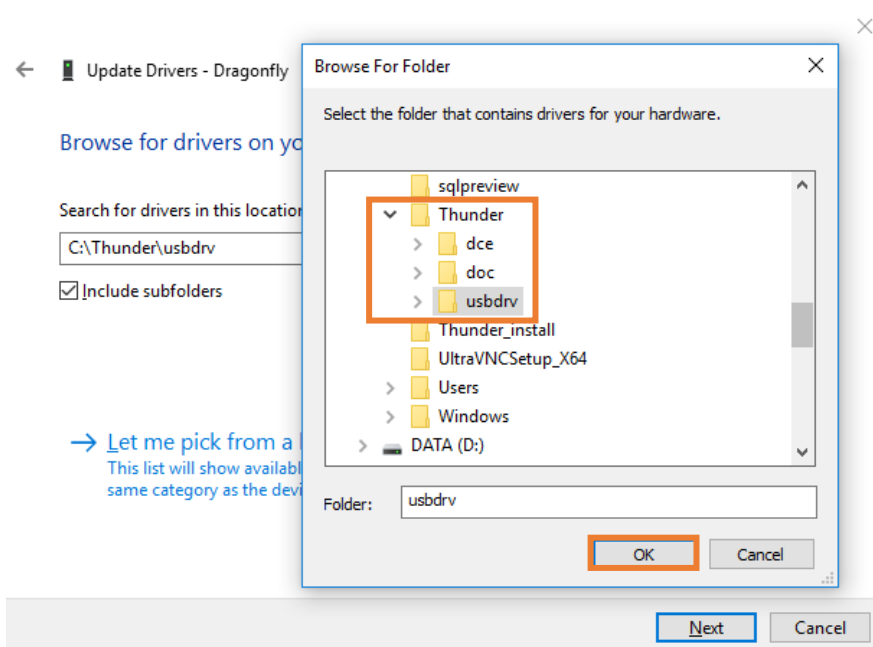 Update Drivers - Dragonfly
Browse for drivers on yo
Search for drivers in this location
C:\Thunder\usbdrv
Include subfolders
Let me pick from a l
This list will show availabl
same category as the devi
Browse For Folder
Select the folder that contains drivers for your hardware.
sqlpreview
Thunder
dce
doc
usbdrv
Thunder_install
UltraVNCSetup_X64
Users
Windows
DATA (D:)
Folder:
usbdrv
OK
Cancel
Next
Cancel